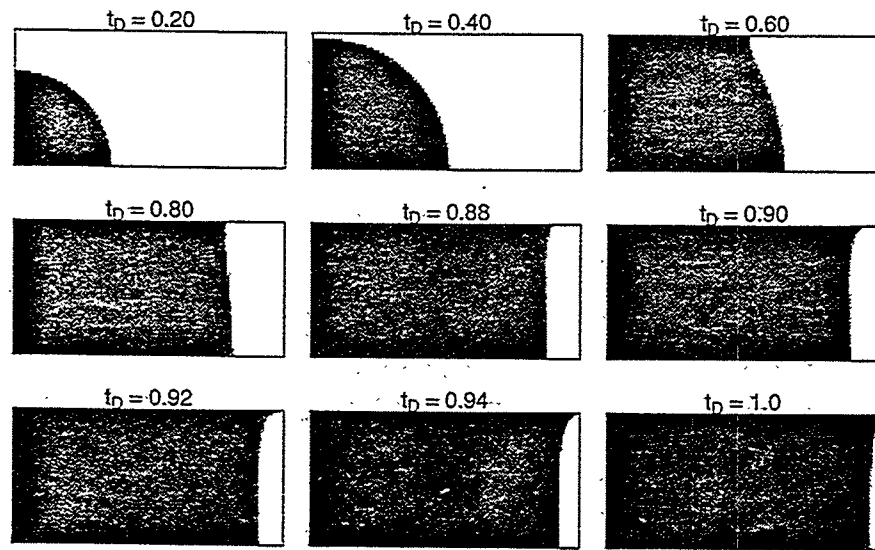 t_D = 0.20
t_D = 0.40
t_D = 0.60
t_D = 0.80
t_D = 0.88
t_D = 0.90
t_D = 0.92
t_D = 0.94
t_D = 1.0